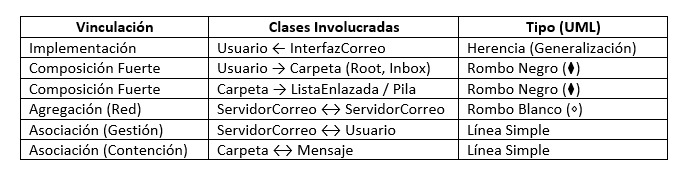 Vinculación Clases Involucradas Tipo (UML)
Implementación Usuario ← InterfazCorreo Herencia (Generalización)
Composición Fuerte Usuario → Carpeta (Root, Inbox) Rombo Negro (⧫)
Composición Fuerte Carpeta → ListaEnlazada / Pila Rombo Negro (⧫)
Agregación (Red) ServidorCorreo ↔ ServidorCorreo Rombo Blanco (⋄)
Asociación (Gestión) ServidorCorreo ↔ Usuario Línea Simple
Asociación (Contención) Carpeta ↔ Mensaje Línea Simple